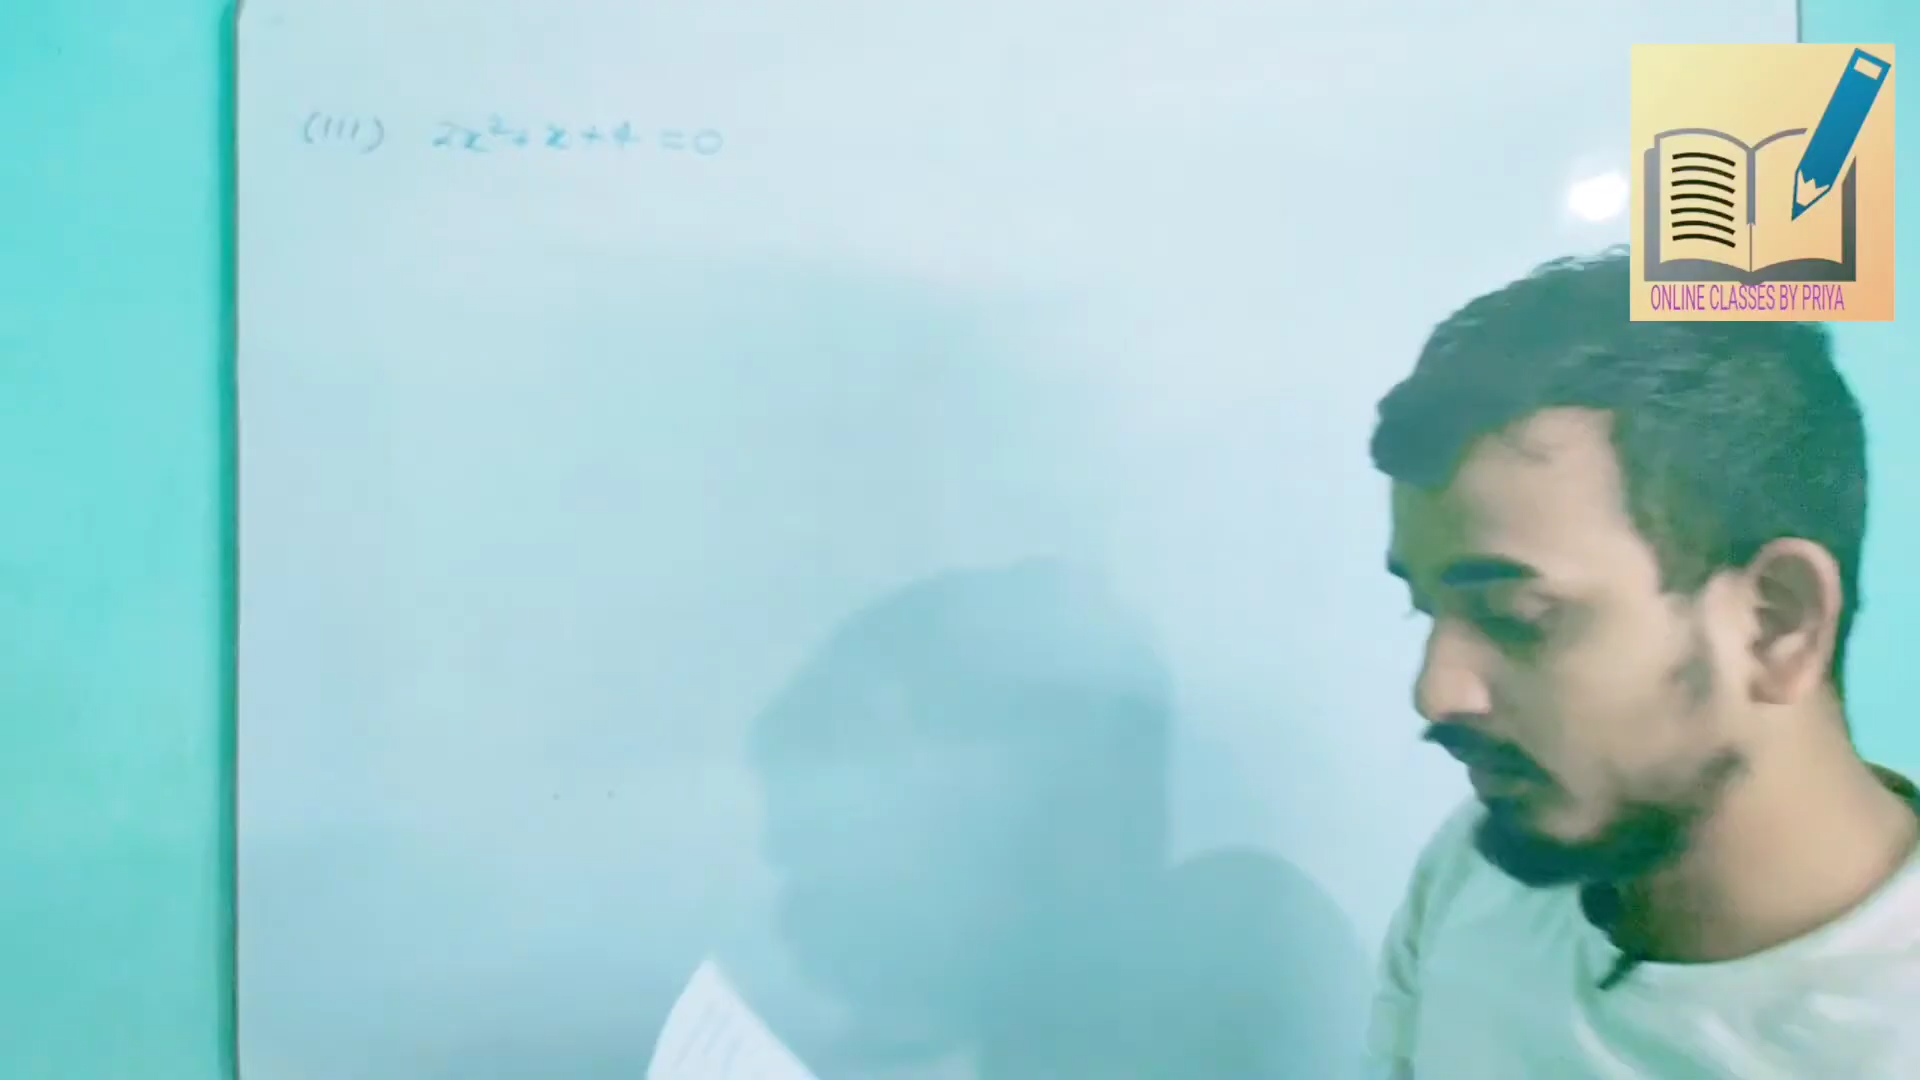 (III) 2x²+x+4=0
ONLINE CLASSES BY PRIYA